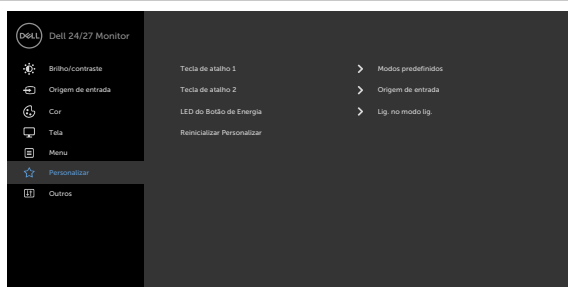 DELL Dell 24/27 Monitor
Brilho/contraste Tecla de atalho 1 Modos predefinidos
Origem de entrada Tecla de atalho 2 Origem de entrada
Cor LED do Botão de Energia Lig. no modo lig.
Tela Reinicializar Personalizar
Menu
Personalizar
Outros